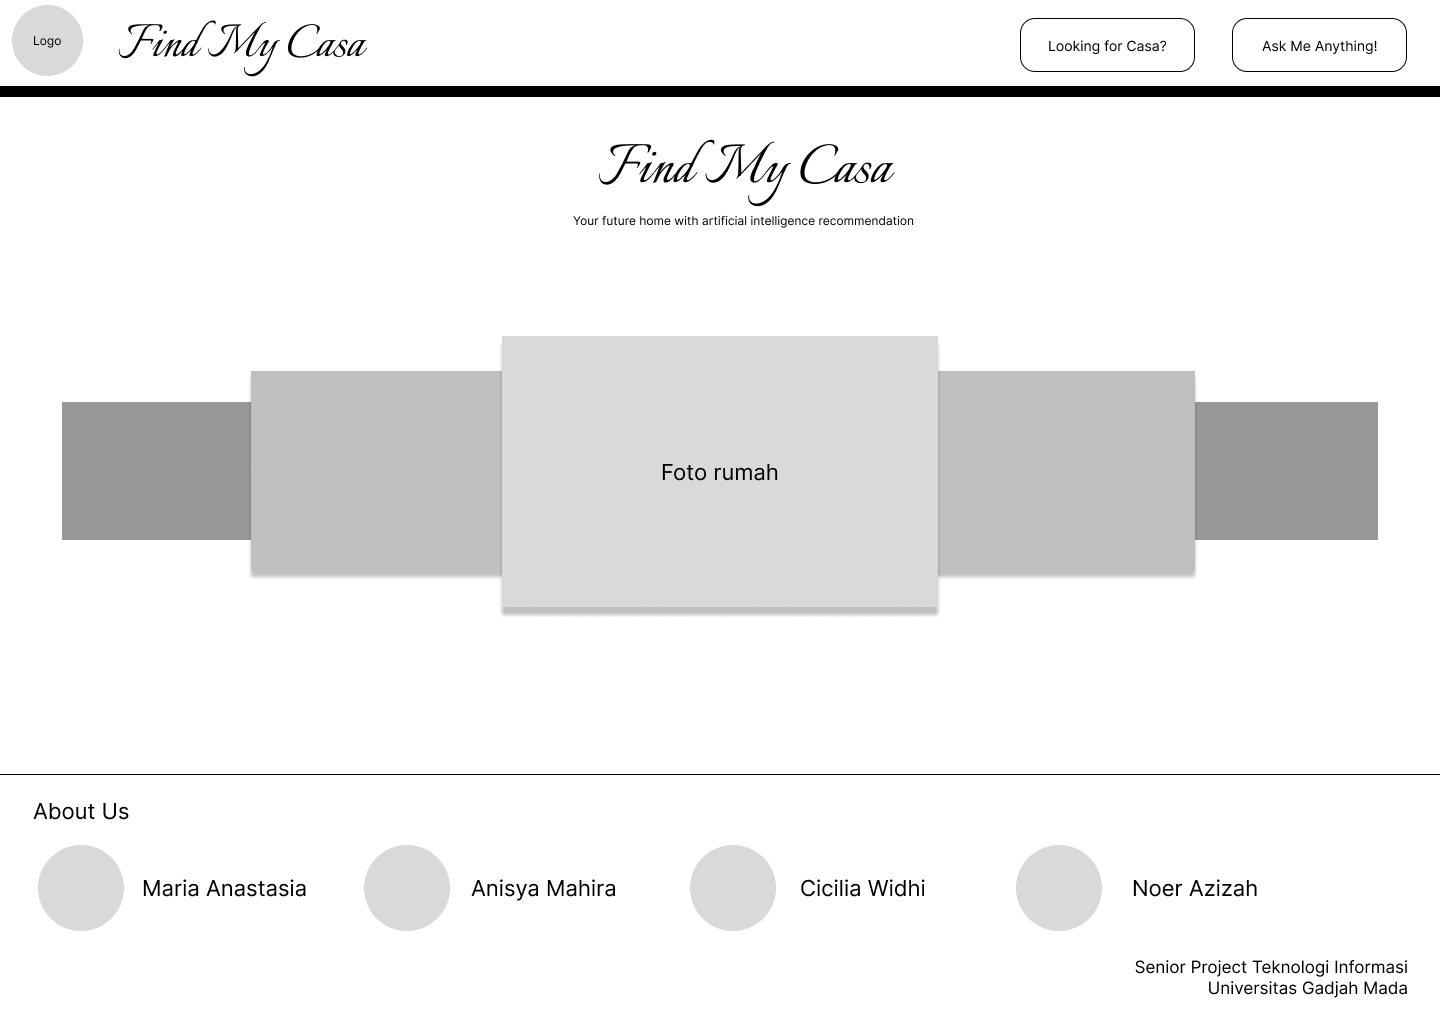 Logo
Find My Casa
Looking for Casa?
Ask Me Anything!
Find My Casa
Your future home with artificial intelligence recommendation
Foto rumah
About Us
Maria Anastasia
Anisya Mahira
Cicilia Widhi
Noer Azizah
Senior Project Teknologi Informasi
Universitas Gadjah Mada